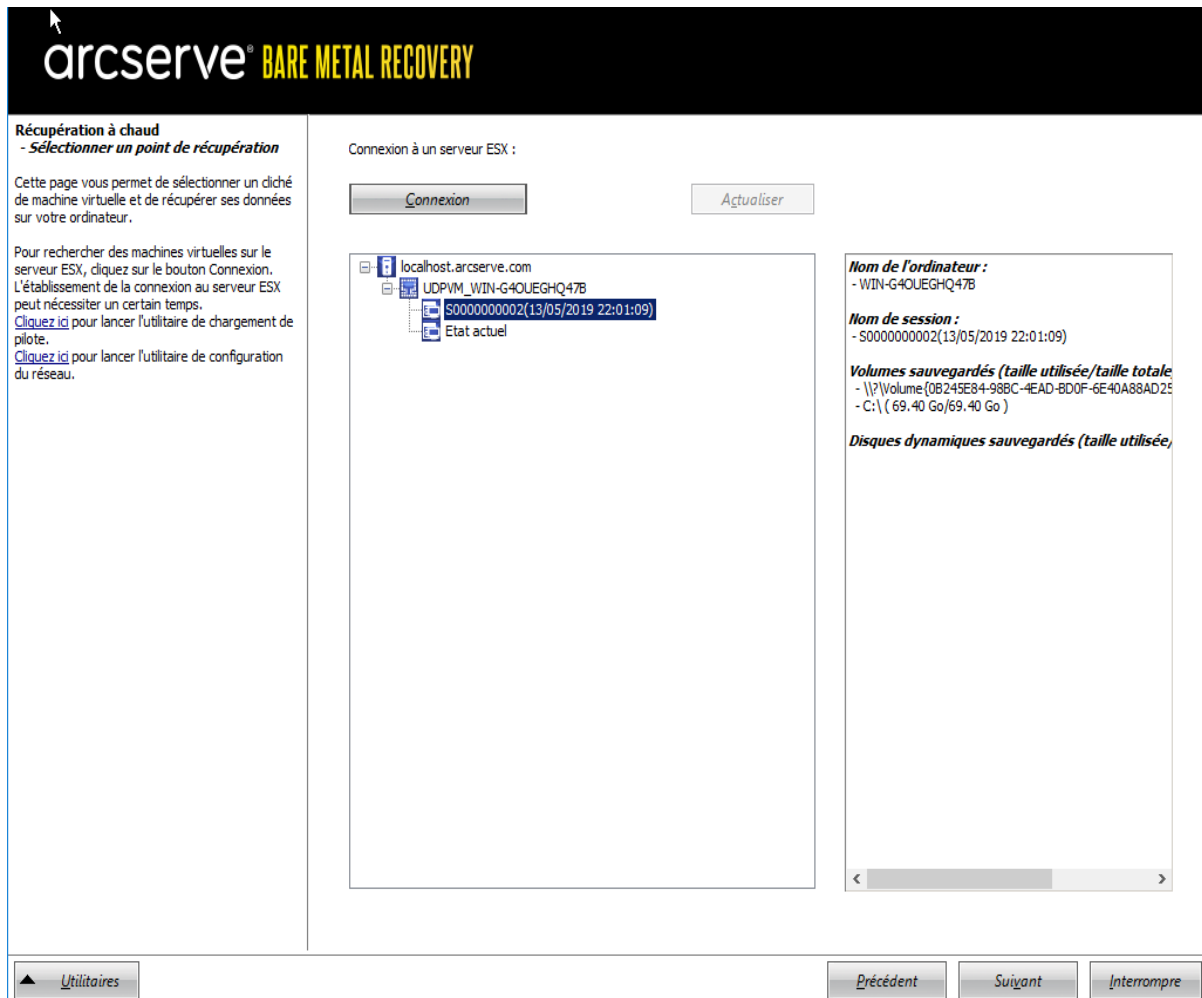 arcserve® BARE METAL RECOVERY
Récupération à chaud
- Sélectionner un point de récupération
Cette page vous permet de sélectionner un cliché
de machine virtuelle et de récupérer ses données
sur votre ordinateur.
Pour rechercher des machines virtuelles sur le
serveur ESX, cliquez sur le bouton Connexion.
L'établissement de la connexion au serveur ESX
peut nécessiter un certain temps.
Cliquez ici pour lancer l'utilitaire de chargement de
pilote.
Cliquez ici pour lancer l'utilitaire de configuration
du réseau.
Connexion à un serveur ESX :
Connexion
Actualiser
localhost.arcserve.com
UDPVM_WIN-G4OUEGHQ47B
S0000000002(13/05/2019 22:01:09)
Etat actuel
Nom de l'ordinateur :
- WIN-G4OUEGHQ47B
Nom de session :
- S0000000002(13/05/2019 22:01:09)
Volumes sauvegardés (taille utilisée/taille totale
- \\?\Volume{0B245E84-98BC-4EAD-BD0F-6E40A88AD25
- C:\ ( 69.40 Go/69.40 Go )
Disques dynamiques sauvegardés (taille utilisée/
Utilitaires
Précédent
Suivant
Interrompre